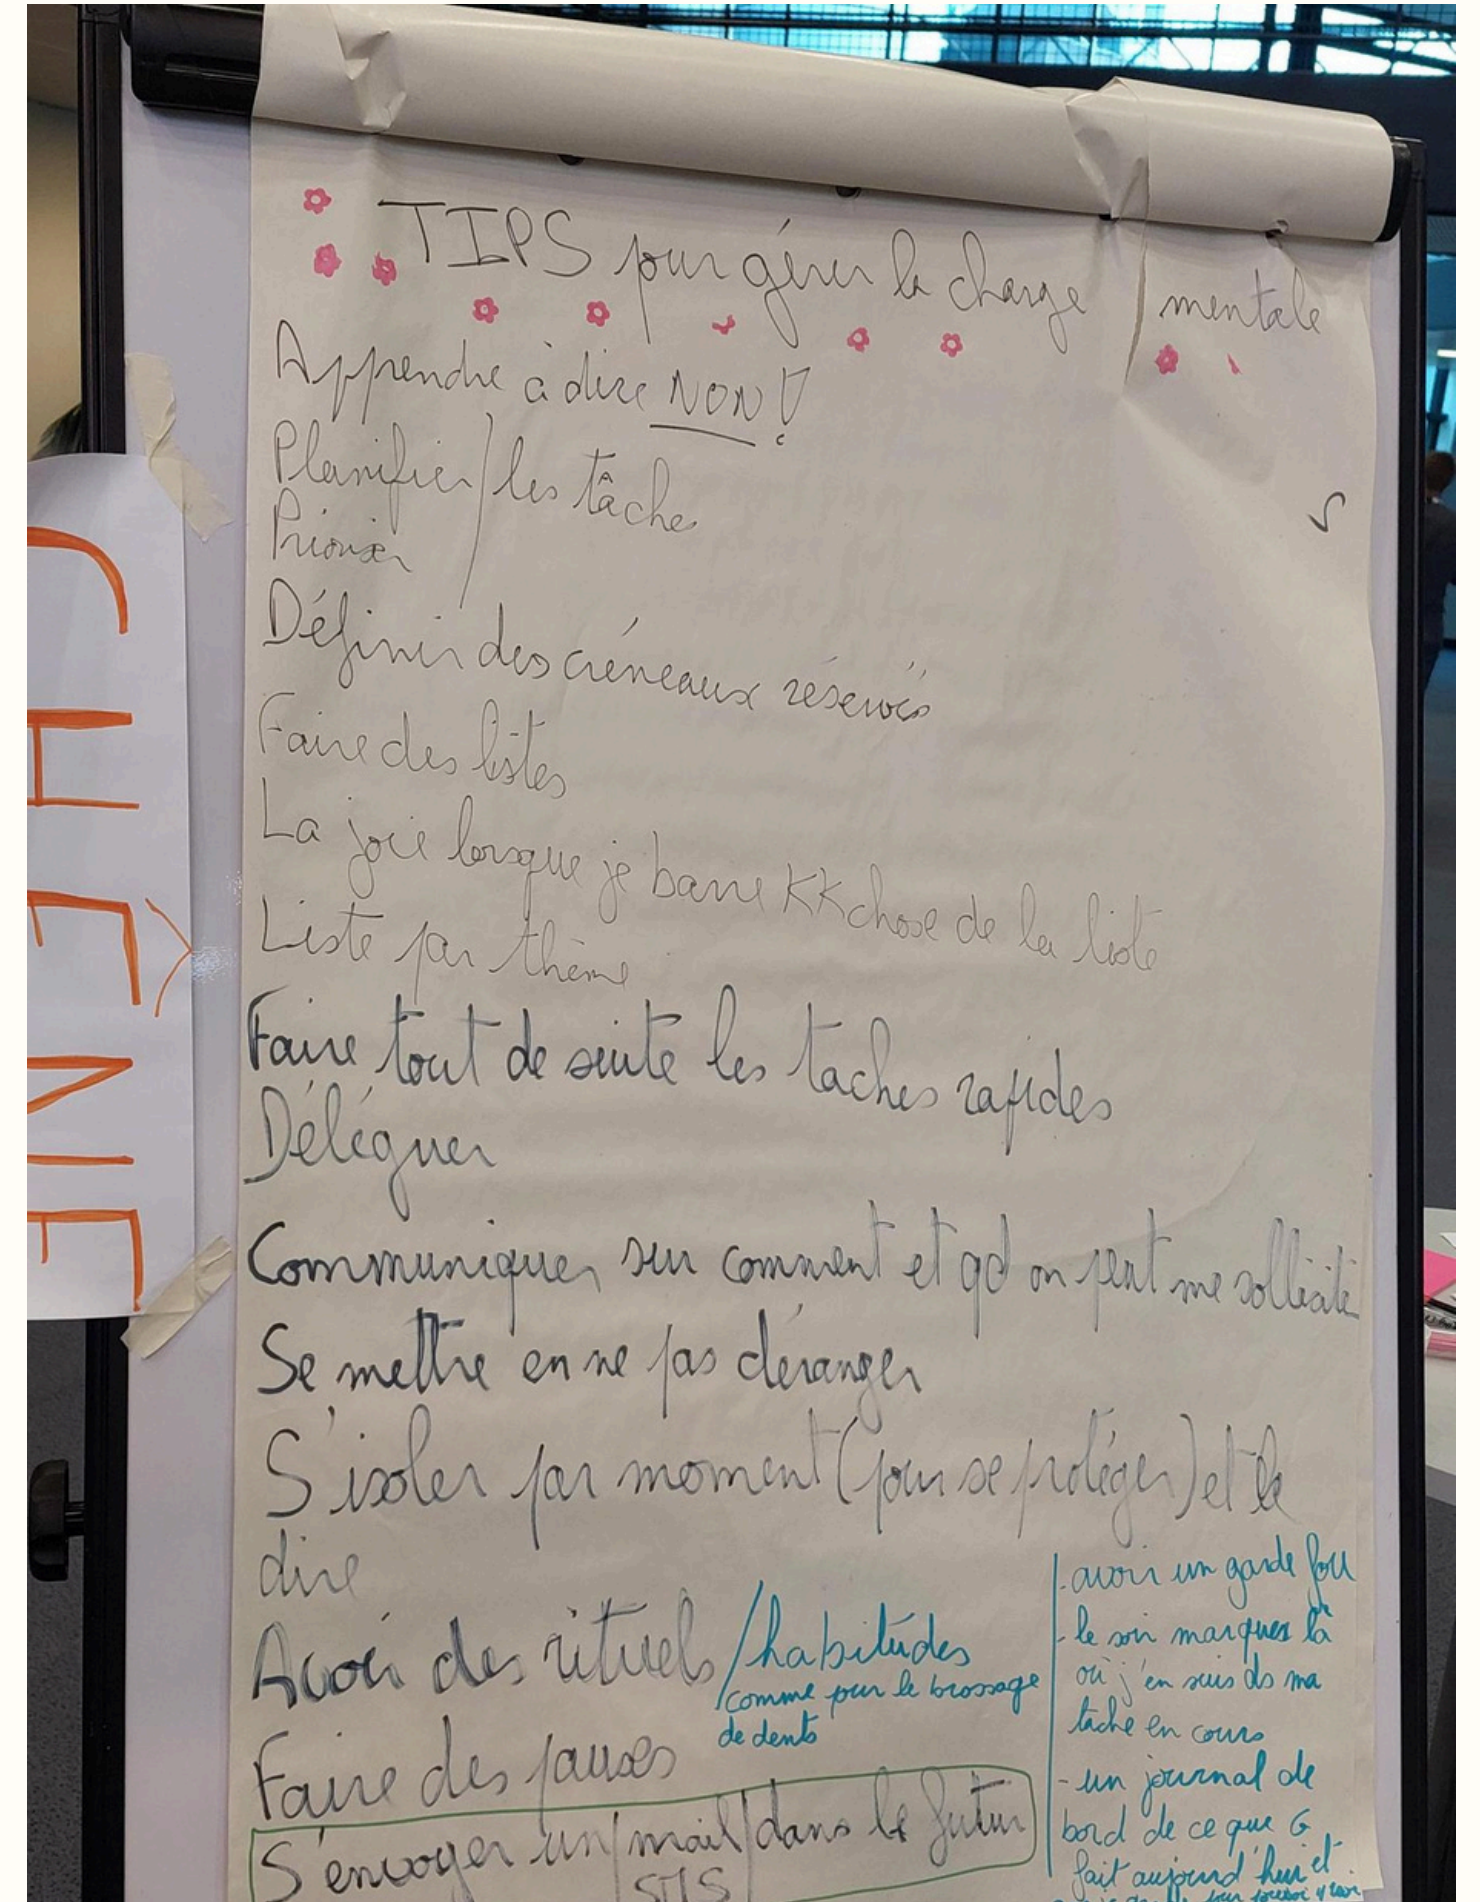 CHÊNE
TIPS pour gérer la charge mentale
Apprendre à dire NON !
Planifier / les tâches
Prioriser
Définir des créneaux réservés
Faire des listes
La joie lorsque je barre KKchose de la liste
Liste par thème
Faire tout de suite les taches rapides
Déléguer
Communiquer sur comment et qd on peut me solliciter
Se mettre en ne pas déranger
S'isoler par moment (pour se protéger) et le
dire
Avoir des rituels / habitudes
comme pour le brossage
de dents
Faire des pauses
S'envoyer un / mail / dans le futur
SMS
- avoir un garde fou
- le soir marquer là
où j'en suis ds ma
tache en cours
- un journal de
bord de ce que G
fait aujourd'hui et